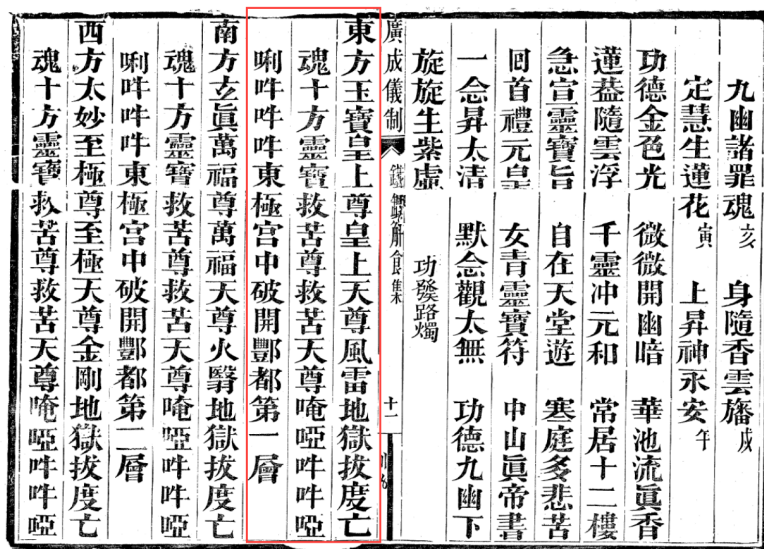 九幽諸罪魂亥 身隨香雲旛戌
定慧生蓮花寅 上昇神永安午
功德金色光 微微開幽暗 華池流眞香
蓮葢隨雲浮 千靈冲元和 常居十二樓
急宣靈寶旨 自在天堂遊 寒庭多悲苦
回首禮元皇 女青靈寶符 中山眞帝書
一念昇太清 默念觀太無 功德九幽下
旋旋生紫虛 功發路燭
廣成儀制 十一
東方玉寶皇上尊皇上天尊風雷地獄拔度亡
魂十方靈寶救苦尊救苦天尊唵啞吽吽啞
唎吽吽吽東極宫中破開酆都第一層
南方玄眞萬福尊萬福天尊火翳地獄拔度亡
魂十方靈寶救苦尊救苦天尊唵啞吽吽啞
唎吽吽吽東極宫中破開酆都第二層
西方太妙至極尊至極天尊金剛地獄拔度亡
魂十方靈寶救苦尊救苦天尊唵啞吽吽啞